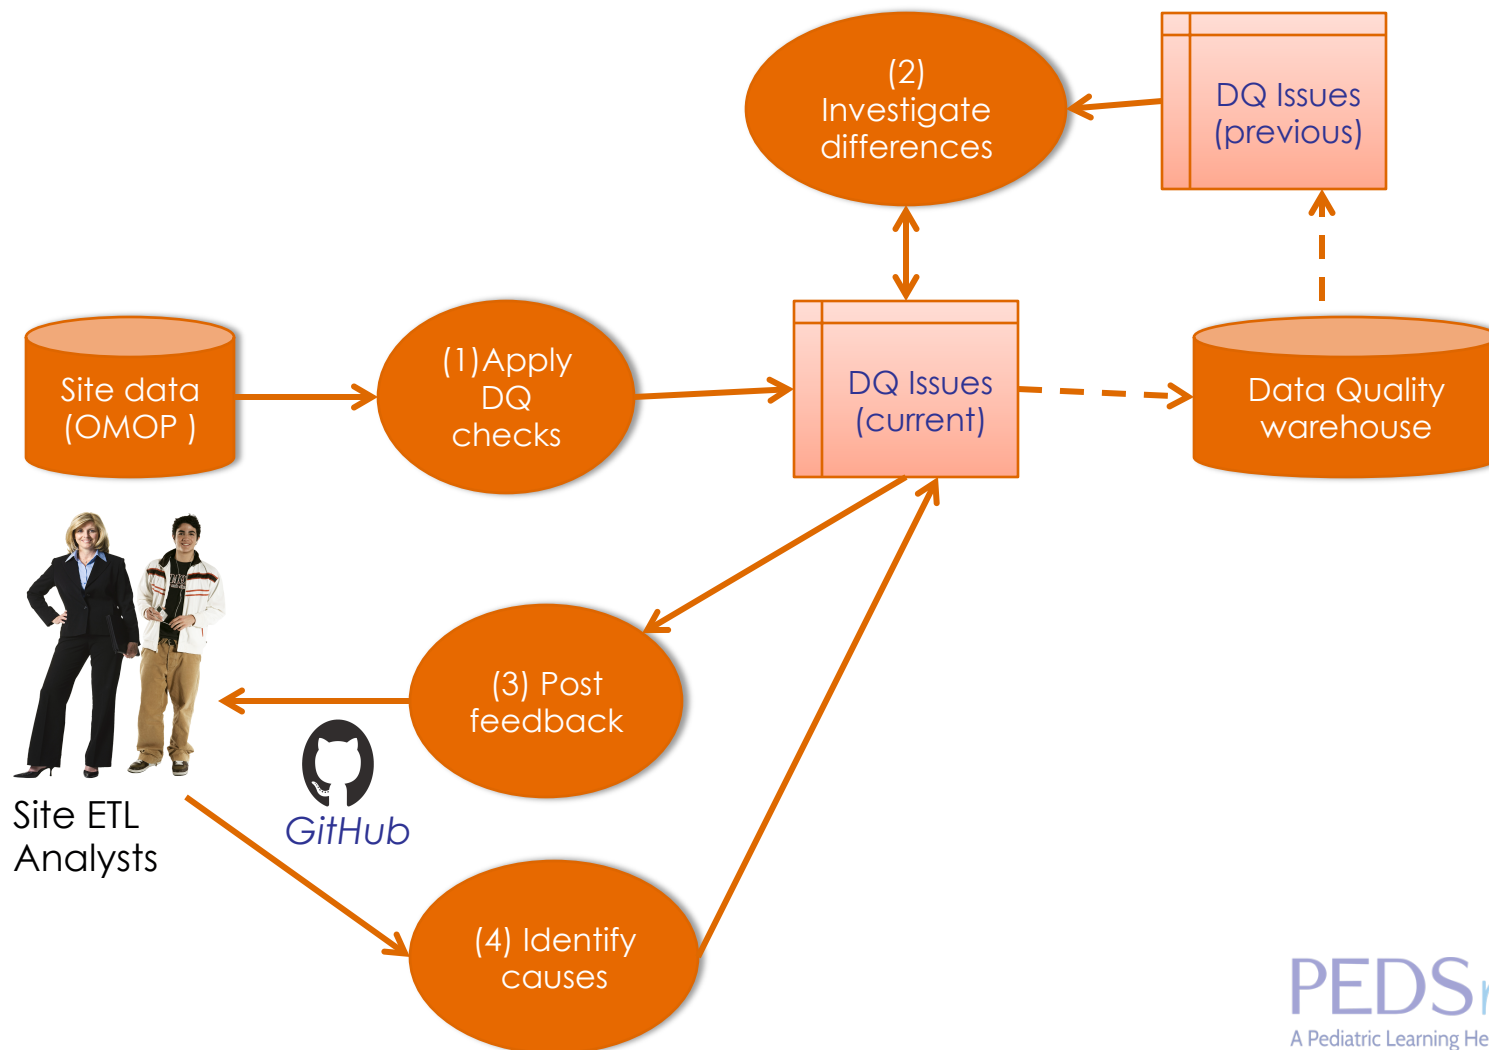 (2)
Investigate
differences
DQ Issues
(previous)
Site data
(OMOP )
(1)Apply
DQ
checks
DQ Issues
(current)
Data Quality
warehouse
(3) Post
feedback
GitHub
Site ETL
Analysts
(4) Identify
causes
PEDS
A Pediatric Learning He